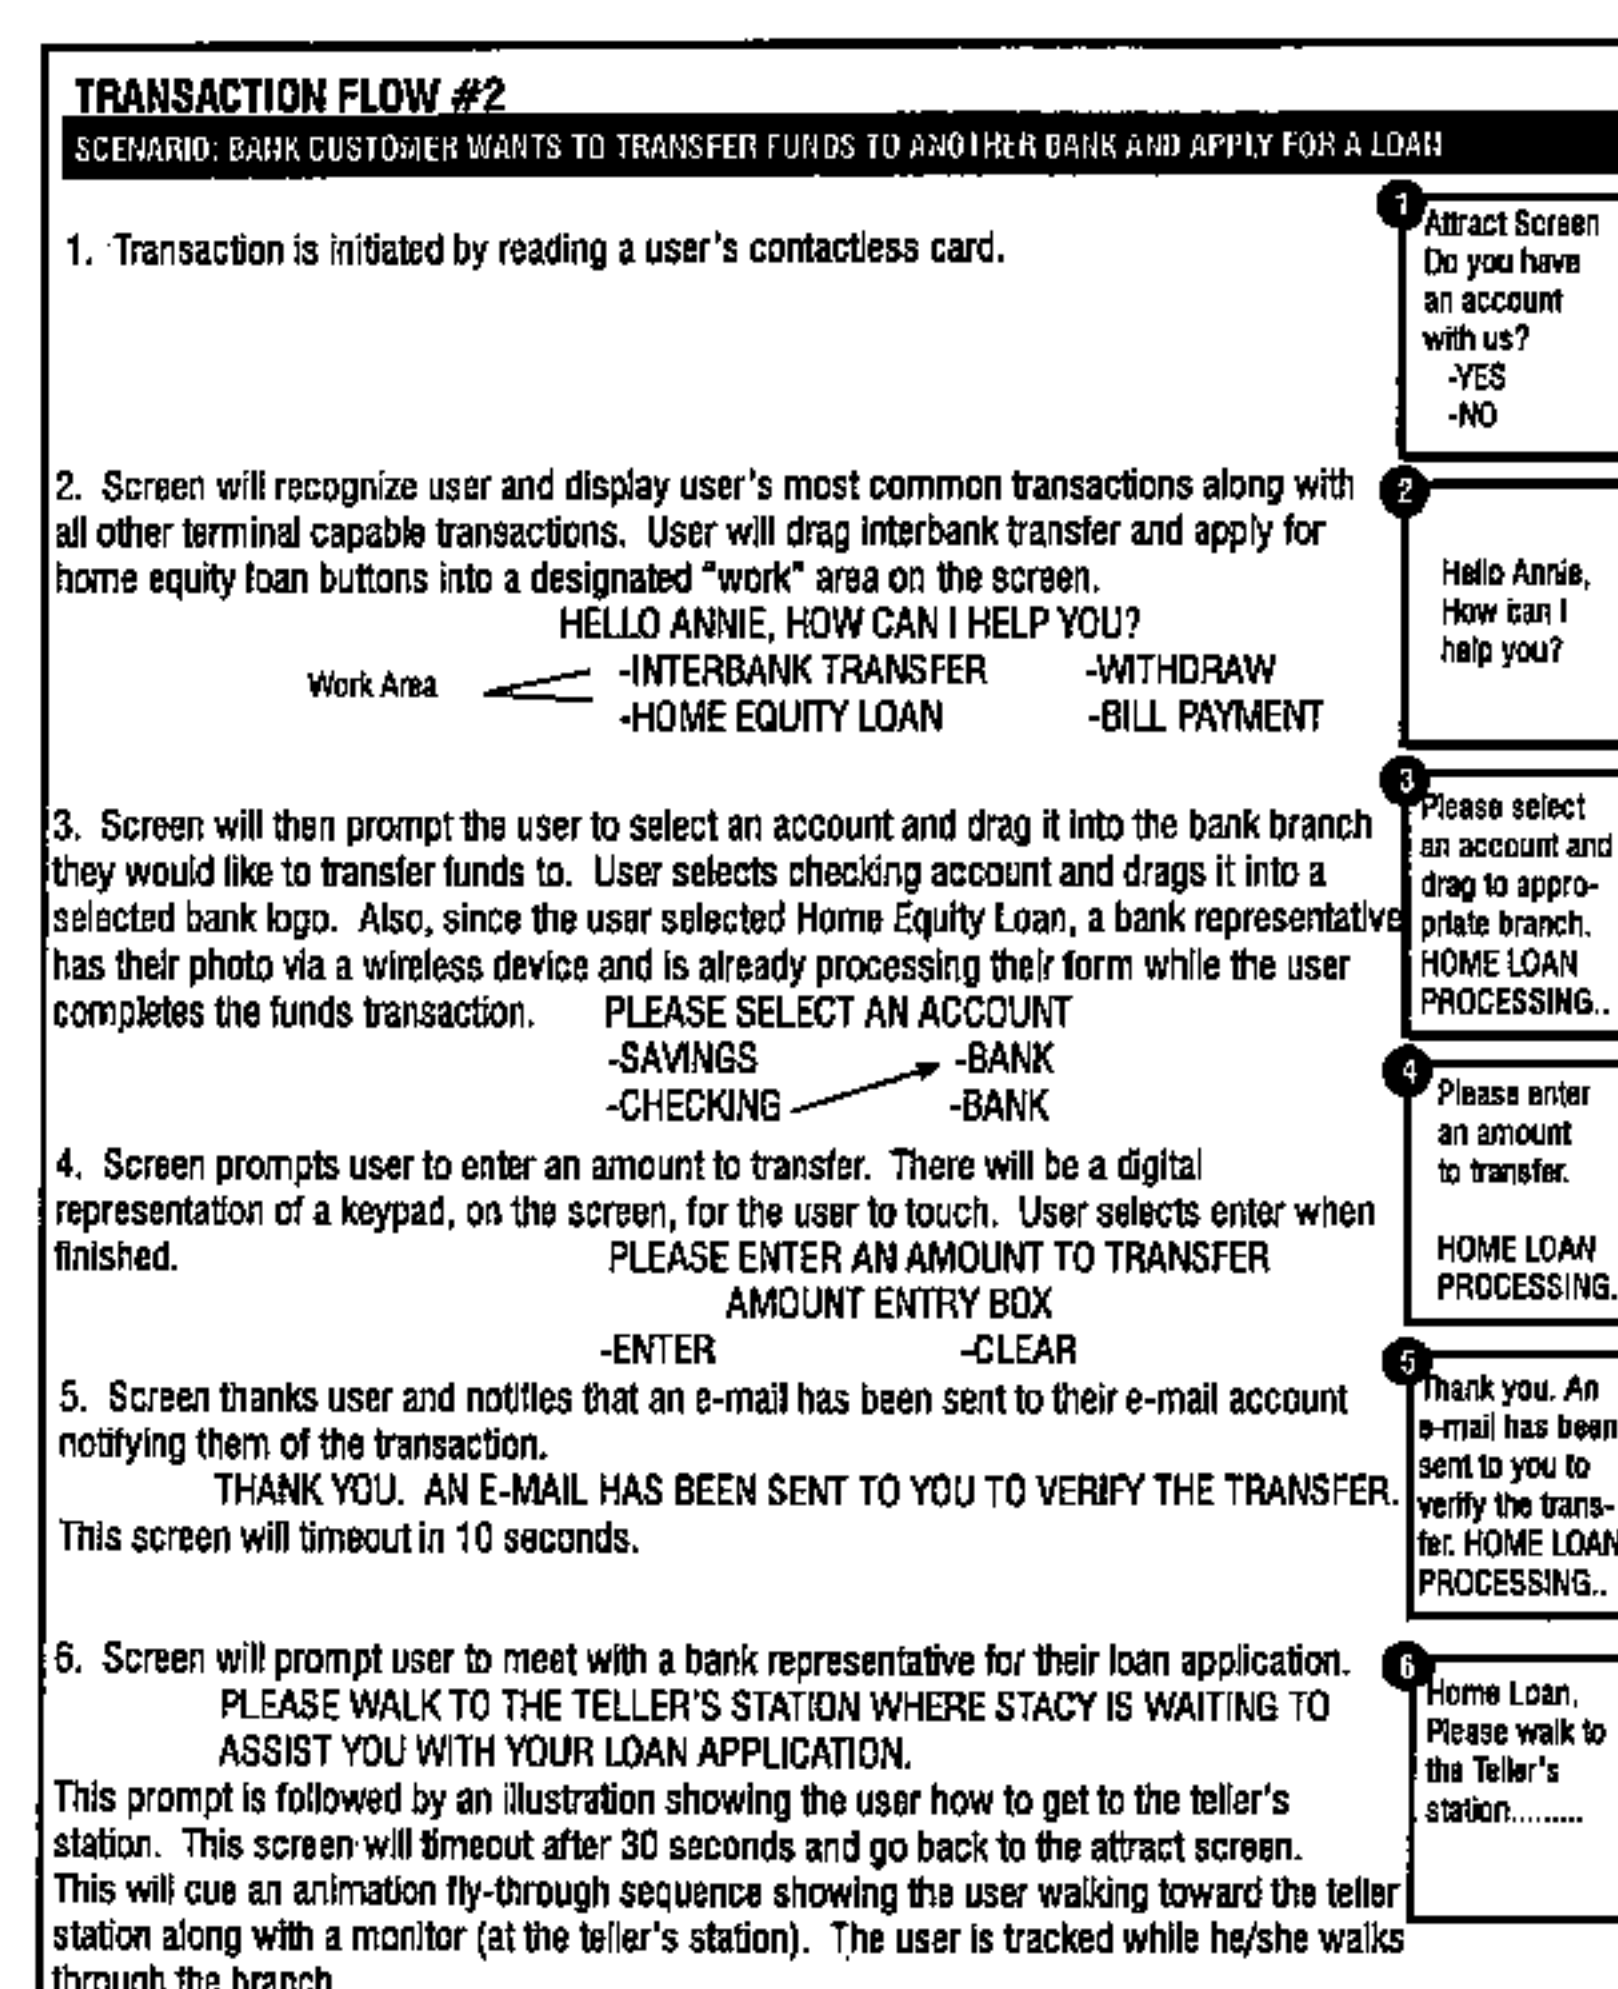 TRANSACTION FLOW #2
SCENARIO: BANK CUSTOMER WANTS TO TRANSFER FUNDS TO ANOTHER BANK AND APPLY FOR A LOAN
1. Transaction is initiated by reading a user's contactless card.
1
Attract Screen
Do you have
an account
with us?
-YES
-NO
2. Screen will recognize user and display user's most common transactions along with
all other terminal capable transactions. User will drag interbank transfer and apply for
home equity loan buttons into a designated "work" area on the screen.
HELLO ANNIE, HOW CAN I HELP YOU?
Work Area
-INTERBANK TRANSFER -WITHDRAW
-HOME EQUITY LOAN -BILL PAYMENT
2
Hello Annie,
How can I
help you?
3. Screen will then prompt the user to select an account and drag it into the bank branch
they would like to transfer funds to. User selects checking account and drags it into a
selected bank logo. Also, since the user selected Home Equity Loan, a bank representative
has their photo via a wireless device and is already processing their form while the user
completes the funds transaction. PLEASE SELECT AN ACCOUNT
-SAVINGS -BANK
-CHECKING -BANK
3
Please select
an account and
drag to appro-
priate branch.
HOME LOAN
PROCESSING..
4. Screen prompts user to enter an amount to transfer. There will be a digital
representation of a keypad, on the screen, for the user to touch. User selects enter when
finished. PLEASE ENTER AN AMOUNT TO TRANSFER
AMOUNT ENTRY BOX
-ENTER -CLEAR
4
Please enter
an amount
to transfer.
HOME LOAN
PROCESSING.
5. Screen thanks user and notifies that an e-mail has been sent to their e-mail account
notifying them of the transaction.
THANK YOU. AN E-MAIL HAS BEEN SENT TO YOU TO VERIFY THE TRANSFER.
This screen will timeout in 10 seconds.
5
Thank you. An
e-mail has been
sent to you to
verify the trans-
fer. HOME LOAN
PROCESSING..
6. Screen will prompt user to meet with a bank representative for their loan application.
PLEASE WALK TO THE TELLER'S STATION WHERE STACY IS WAITING TO
ASSIST YOU WITH YOUR LOAN APPLICATION.
This prompt is followed by an illustration showing the user how to get to the teller's
station. This screen will timeout after 30 seconds and go back to the attract screen.
This will cue an animation fly-through sequence showing the user walking toward the teller
station along with a monitor (at the teller's station). The user is tracked while he/she walks
through the branch
6
Home Loan,
Please walk to
the Teller's
station.........